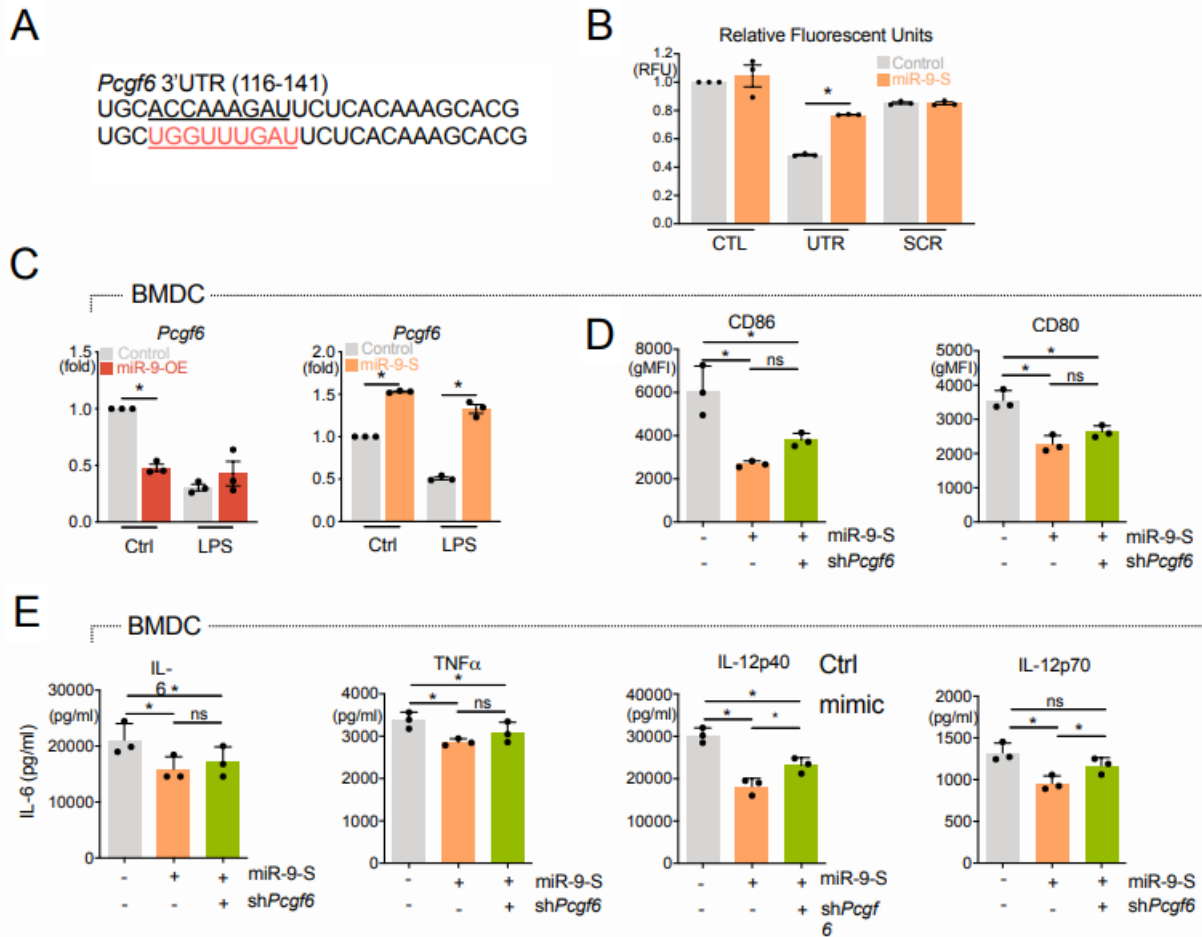 A
Pcgf6 3'UTR (116-141)
UGCACCAAAGAUUCUCACAAAGCACG
UGCUGGUUUGAUUCUCACAAAGCACG
B
Relative Fluorescent Units
(RFU)
1.2
1.0
0.8
0.6
0.4
0.2
0.0
Control
miR-9-S
*
CTL UTR SCR
C
BMDC
Pcgf6
(fold)
1.5
1.0
0.5
0.0
Control
miR-9-OE
*
Ctrl LPS
Pcgf6
(fold)
2.0
1.5
1.0
0.5
0.0
Control
miR-9-S
* *
Ctrl LPS
D
CD86
(gMFI)
8000
6000
4000
2000
0
*
* ns
- + + miR-9-S
- - + shPcgf6
CD80
(gMFI)
5000
4000
3000
2000
1000
0
*
* ns
- + + miR-9-S
- - + shPcgf6
E
BMDC
IL-
6 *
IL-6 (pg/ml)
(pg/ml)
30000
20000
10000
0
* ns
- + + miR-9-S
- - + shPcgf6
TNFα
(pg/ml)
4000
3000
2000
1000
0
*
* ns
- + + miR-9-S
- - + shPcgf6
IL-12p40
(pg/ml)
40000
30000
20000
10000
0
*
* *
- + + miR-9-S
- - + shPcgf
6
Ctrl
mimic
IL-12p70
(pg/ml)
2000
1500
1000
500
0
ns
* *
- + + miR-9-S
- - + shPcgf6